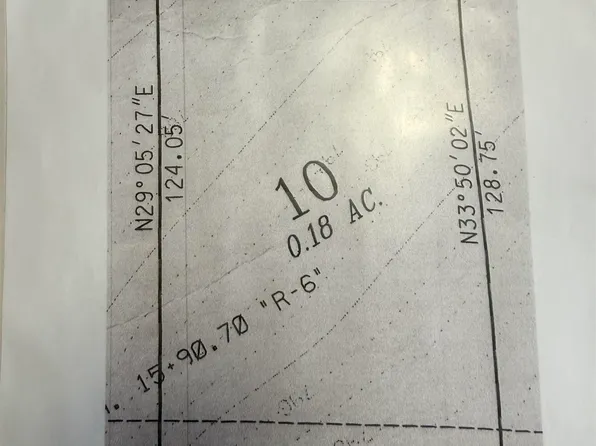 N29°05'27"E
124.05'
10
0.18 AC.
N33°50'02"E
128.75'
15+90.70 "R-6"